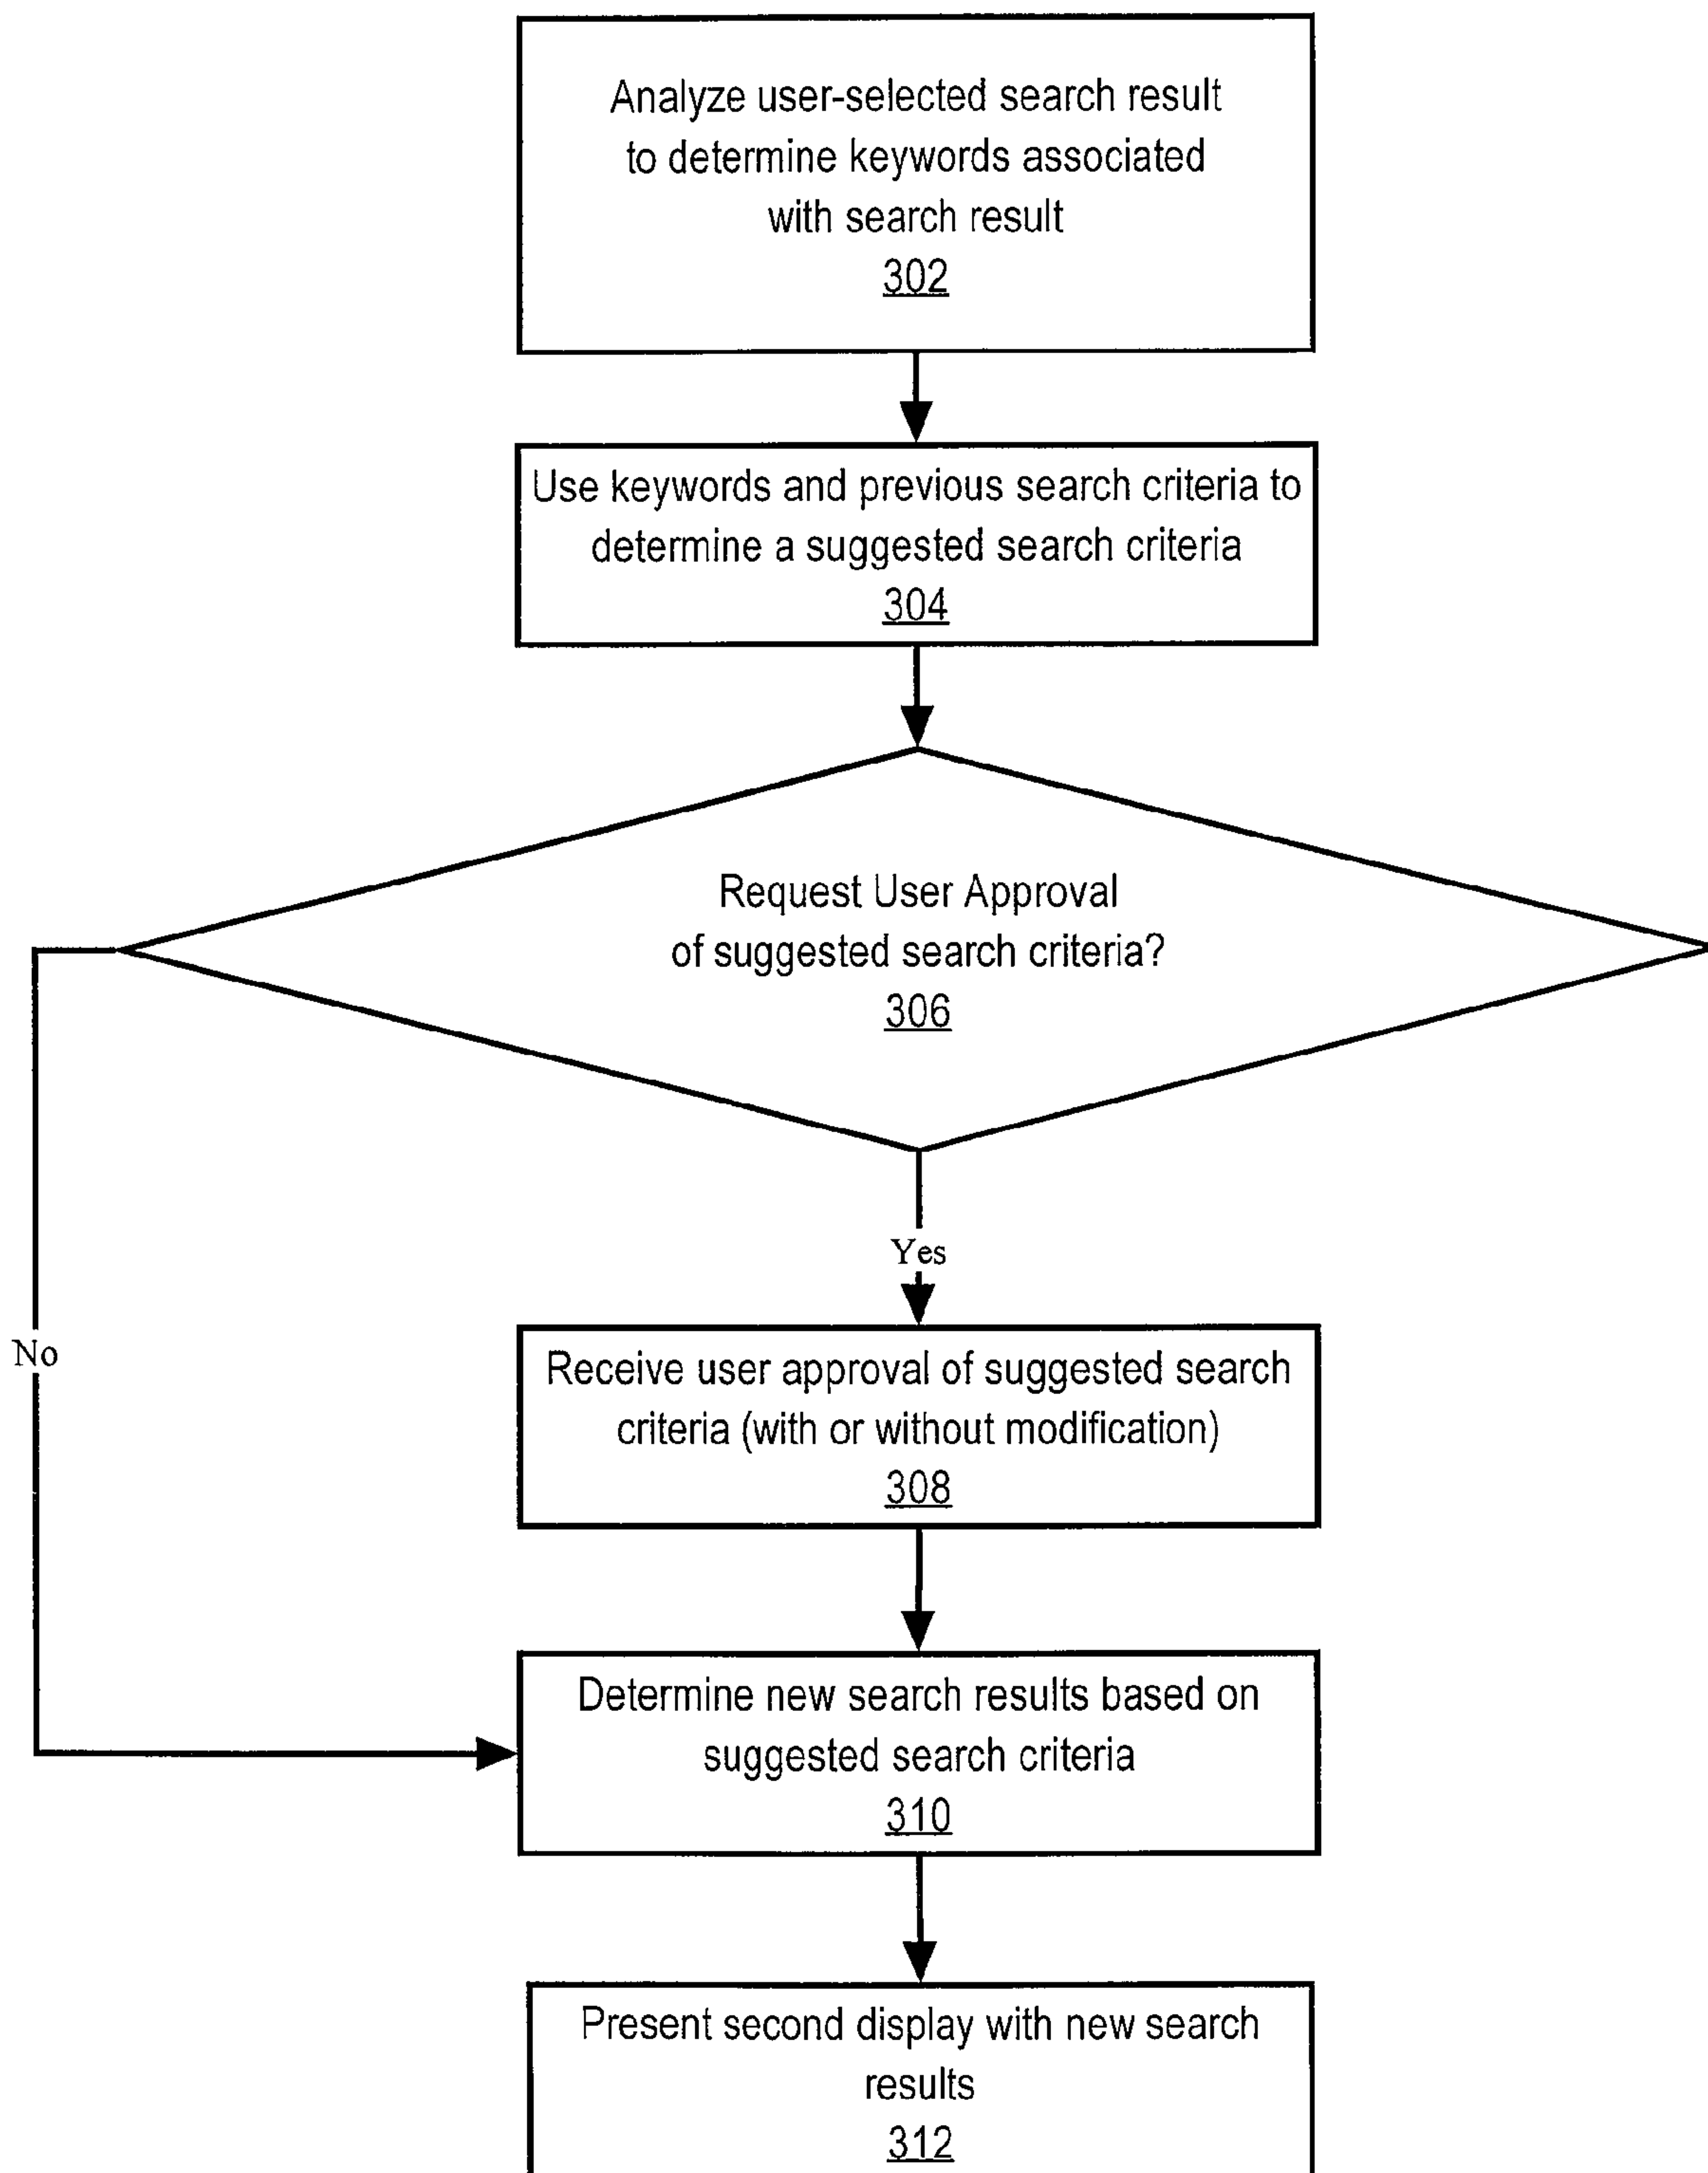 Analyze user-selected search result
to determine keywords associated
with search result
302
Use keywords and previous search criteria to
determine a suggested search criteria
304
Request User Approval
of suggested search criteria?
306
Yes
No
Receive user approval of suggested search
criteria (with or without modification)
308
Determine new search results based on
suggested search criteria
310
Present second display with new search
results
312